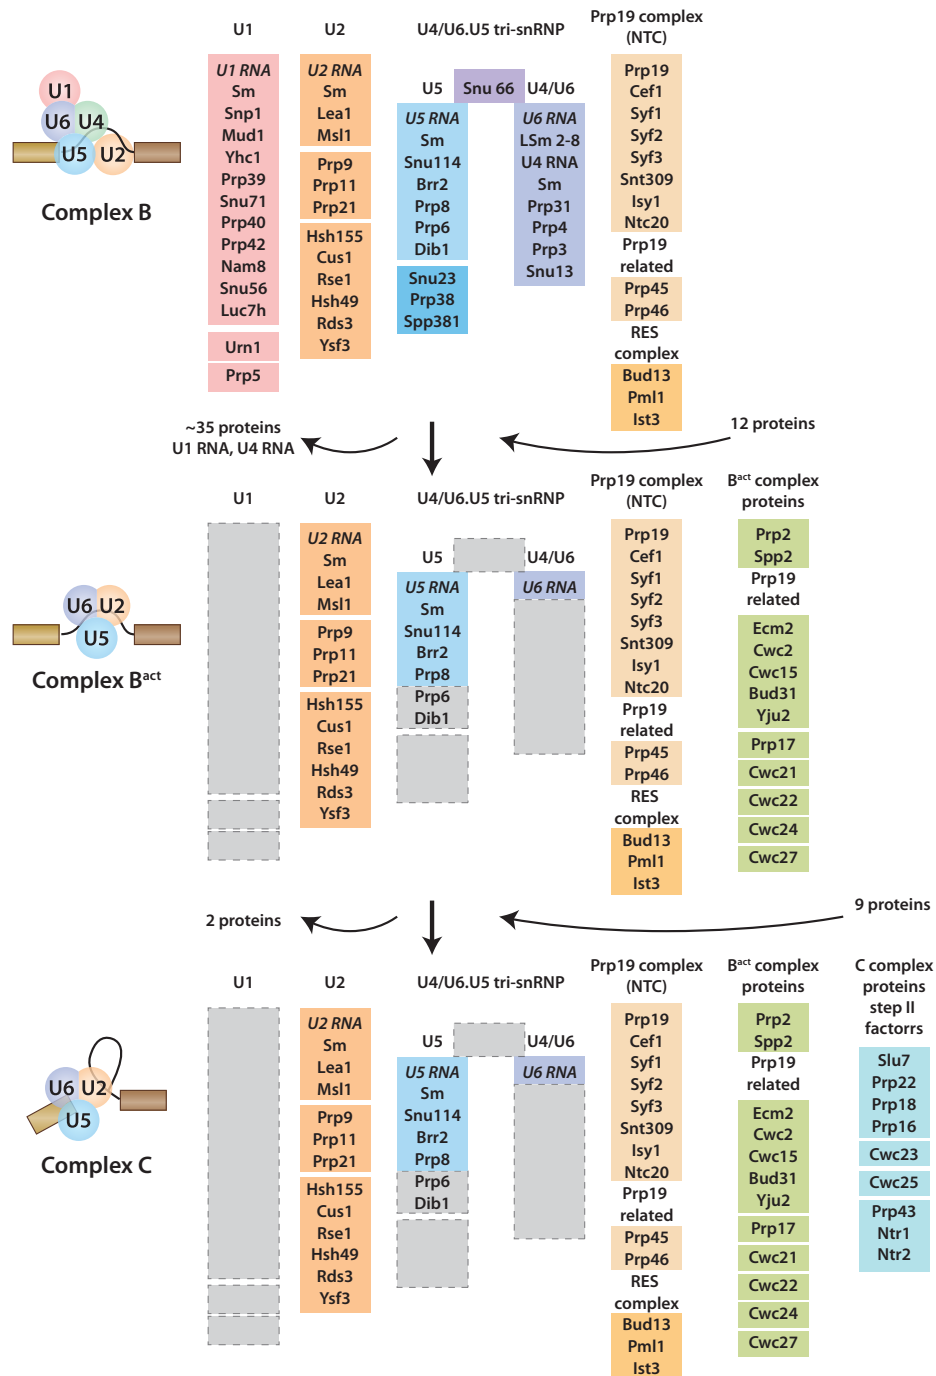 U1
U2
U4/U6.U5 tri-snRNP
Prp19 complex
(NTC)
U1
U6
U4
U5
U2
Complex B
U1 RNA
Sm
Snp1
Mud1
Yhc1
Prp39
Snu71
Prp40
Prp42
Nam8
Snu56
Luc7h
Urn1
Prp5
U2 RNA
Sm
Lea1
Msl1
Prp9
Prp11
Prp21
Hsh155
Cus1
Rse1
Hsh49
Rds3
Ysf3
U5
Snu 66
U4/U6
U5 RNA
Sm
Snu114
Brr2
Prp8
Prp6
Dib1
Snu23
Prp38
Spp381
U6 RNA
LSm 2-8
U4 RNA
Sm
Prp31
Prp4
Prp3
Snu13
Prp19
Cef1
Syf1
Syf2
Syf3
Snt309
Isy1
Ntc20
Prp19
related
Prp45
Prp46
RES
complex
Bud13
Pml1
Ist3
~35 proteins
U1 RNA, U4 RNA
12 proteins
U1
U2
U4/U6.U5 tri-snRNP
Prp19 complex
(NTC)
Bact complex
proteins
U6
U2
U5
Complex Bact
U2 RNA
Sm
Lea1
Msl1
Prp9
Prp11
Prp21
Hsh155
Cus1
Rse1
Hsh49
Rds3
Ysf3
U5
U4/U6
U5 RNA
Sm
Snu114
Brr2
Prp8
Prp6
Dib1
U6 RNA
Prp19
Cef1
Syf1
Syf2
Syf3
Snt309
Isy1
Ntc20
Prp19
related
Prp45
Prp46
RES
complex
Bud13
Pml1
Ist3
Prp2
Spp2
Prp19
related
Ecm2
Cwc2
Cwc15
Bud31
Yju2
Prp17
Cwc21
Cwc22
Cwc24
Cwc27
2 proteins
9 proteins
U1
U2
U4/U6.U5 tri-snRNP
Prp19 complex
(NTC)
Bact complex
proteins
C complex
proteins
step II
factorrs
U6
U2
U5
Complex C
U2 RNA
Sm
Lea1
Msl1
Prp9
Prp11
Prp21
Hsh155
Cus1
Rse1
Hsh49
Rds3
Ysf3
U5
U4/U6
U5 RNA
Sm
Snu114
Brr2
Prp8
Prp6
Dib1
U6 RNA
Prp19
Cef1
Syf1
Syf2
Syf3
Snt309
Isy1
Ntc20
Prp19
related
Prp45
Prp46
RES
complex
Bud13
Pml1
Ist3
Prp2
Spp2
Prp19
related
Ecm2
Cwc2
Cwc15
Bud31
Yju2
Prp17
Cwc21
Cwc22
Cwc24
Cwc27
Slu7
Prp22
Prp18
Prp16
Cwc23
Cwc25
Prp43
Ntr1
Ntr2